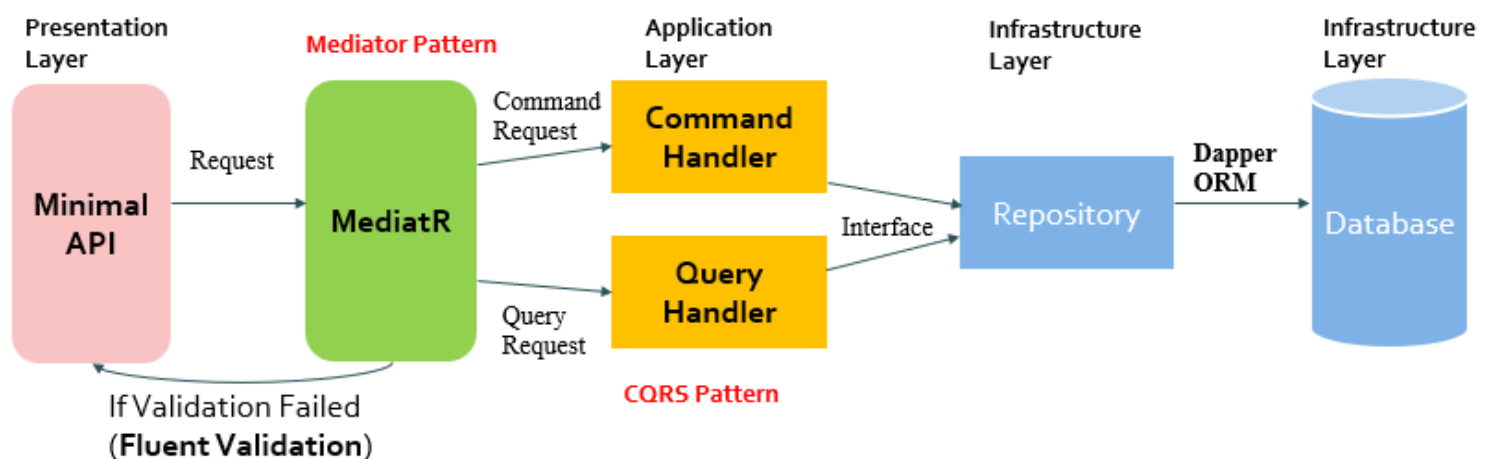 Presentation
Layer
Mediator Pattern
Application
Layer
Infrastructure
Layer
Infrastructure
Layer
Minimal
API
Request
MediatR
Command
Request
Query
Request
Command
Handler
Query
Handler
Interface
Repository
Dapper
ORM
Database
If Validation Failed
(Fluent Validation)
CQRS Pattern